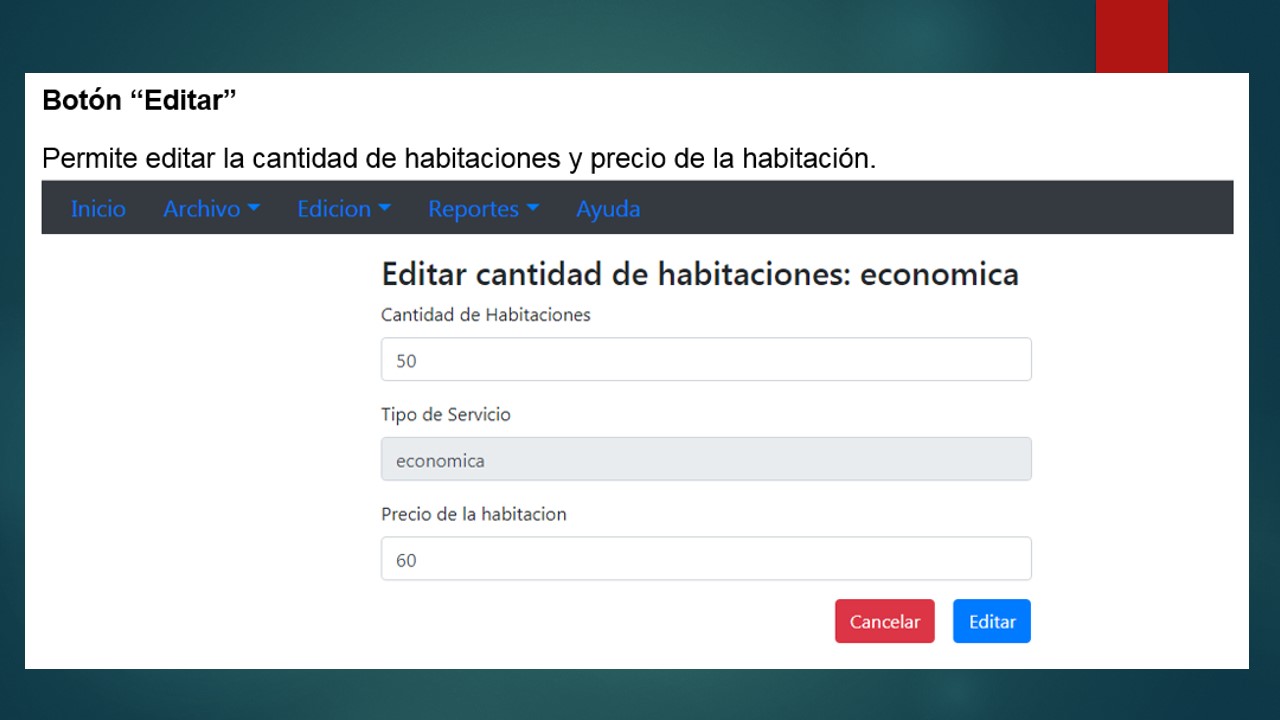 Botón “Editar”
Permite editar la cantidad de habitaciones y precio de la habitación.
Inicio Archivo Edicion Reportes Ayuda
Editar cantidad de habitaciones: economica
Cantidad de Habitaciones
50
Tipo de Servicio
economica
Precio de la habitacion
60
Cancelar Editar